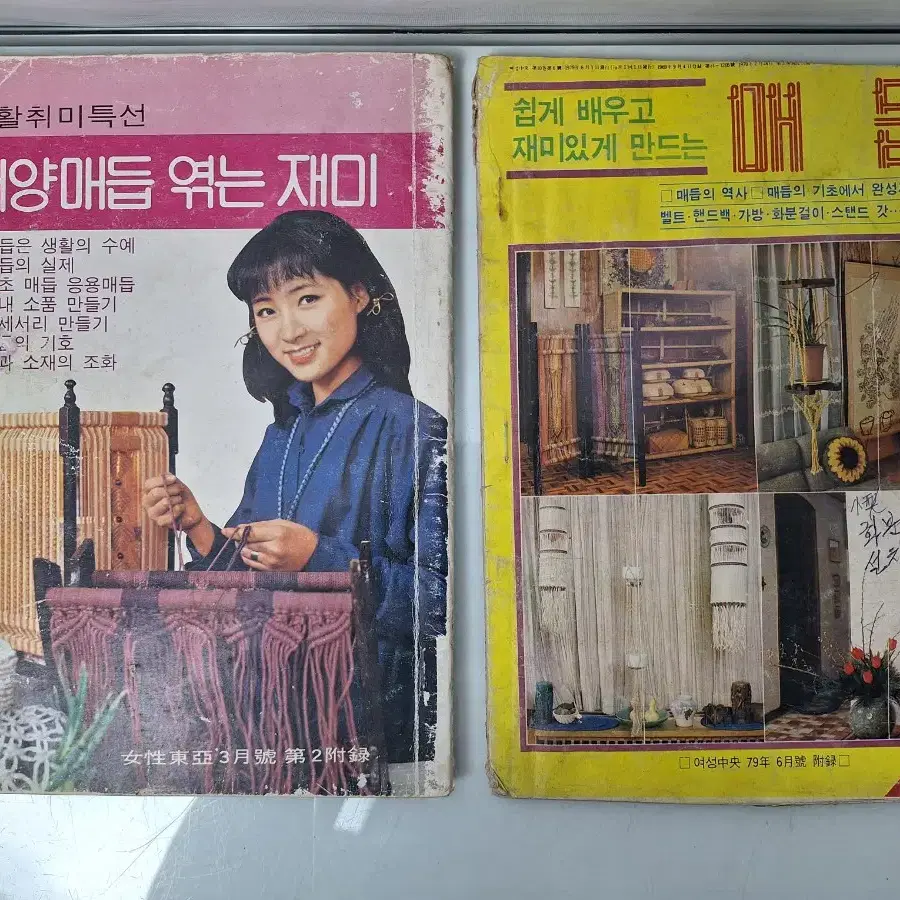 활취미특선
서양매듭 엮는 재미
듭은 생활의 수예
듭의 실제
초 매듭 응용매듭
내 소품 만들기
세서리 만들기
의 기호
과 소재의 조화
女性東亞 3月號 第2附錄
쉽게 배우고
재미있게 만드는
매듭
□ 매듭의 역사 □ 매듭의 기초에서 완성
벨트·핸드백·가방·화분걸이·스탠드 갓…
□ 여성中央 79年 6月號 附録 □